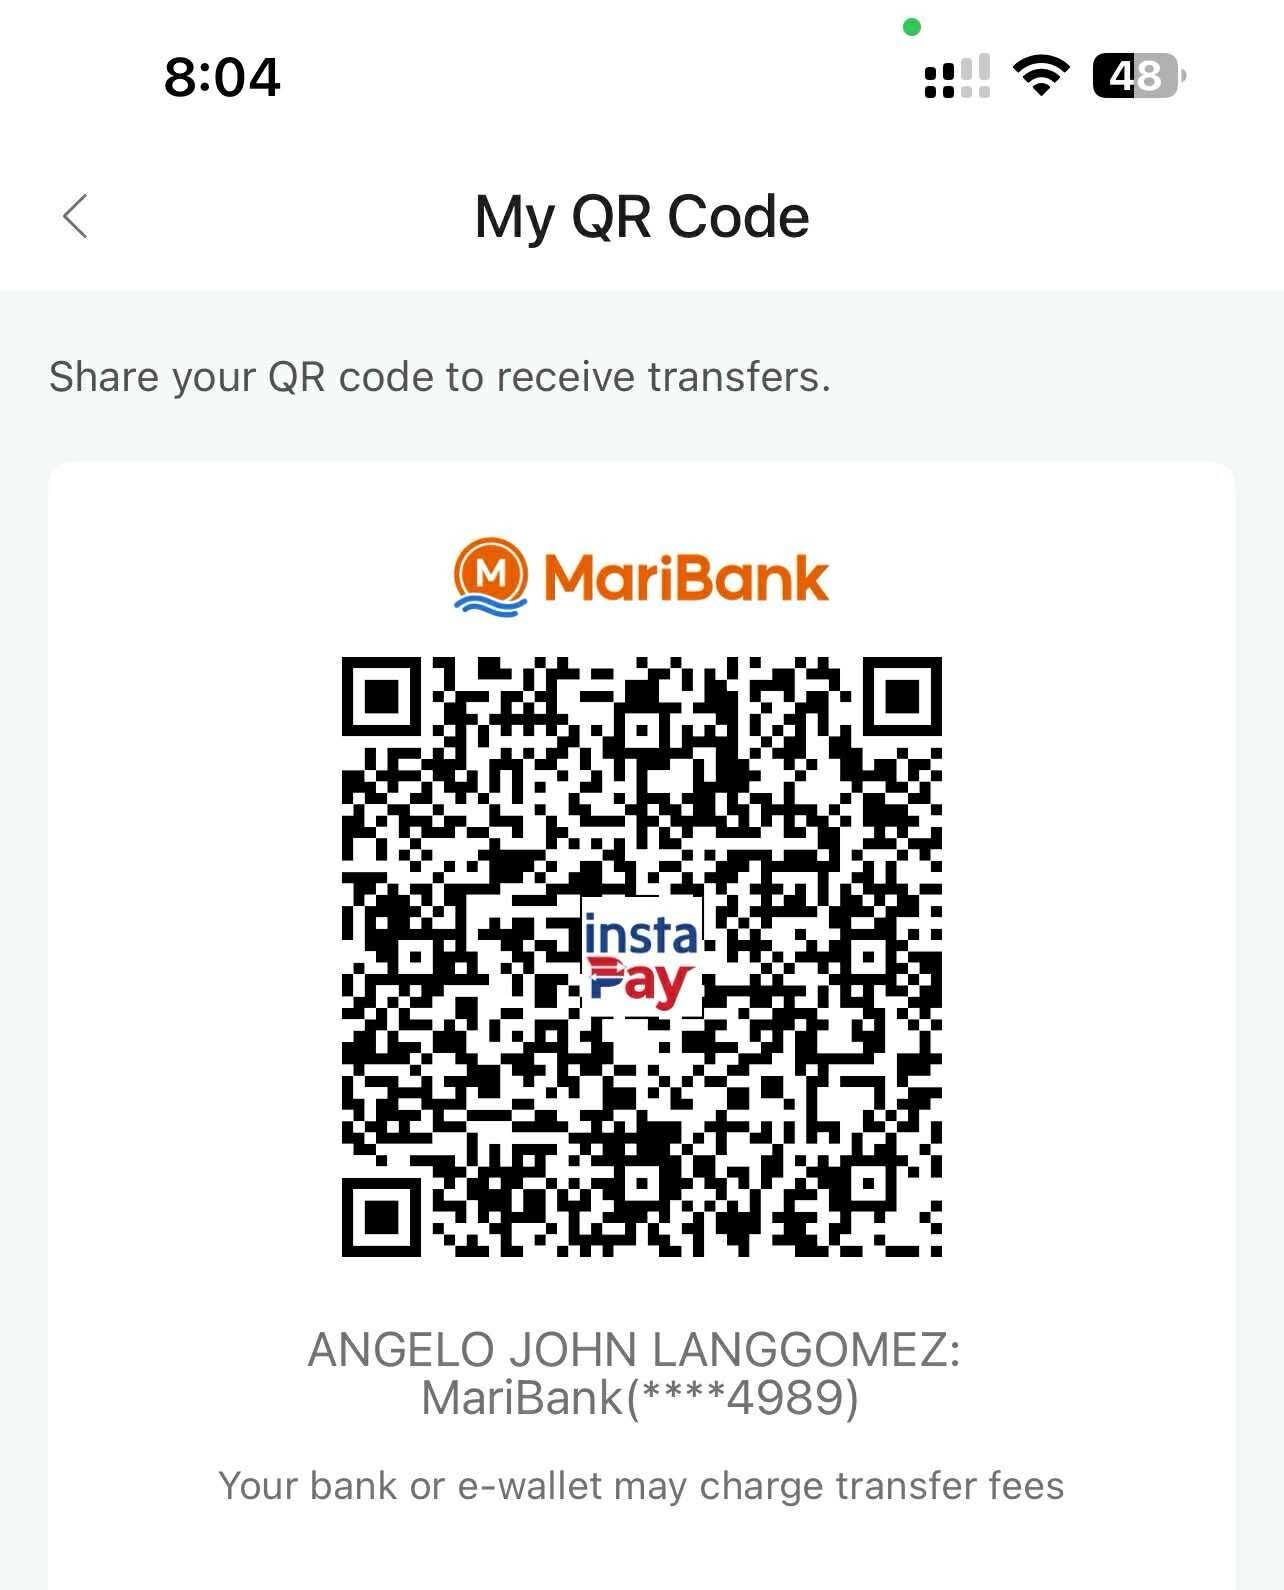 8:04
48
My QR Code
Share your QR code to receive transfers.
M MariBank
insta
Pay
ANGELO JOHN LANGGOMEZ:
MariBank(****4989)
Your bank or e-wallet may charge transfer fees